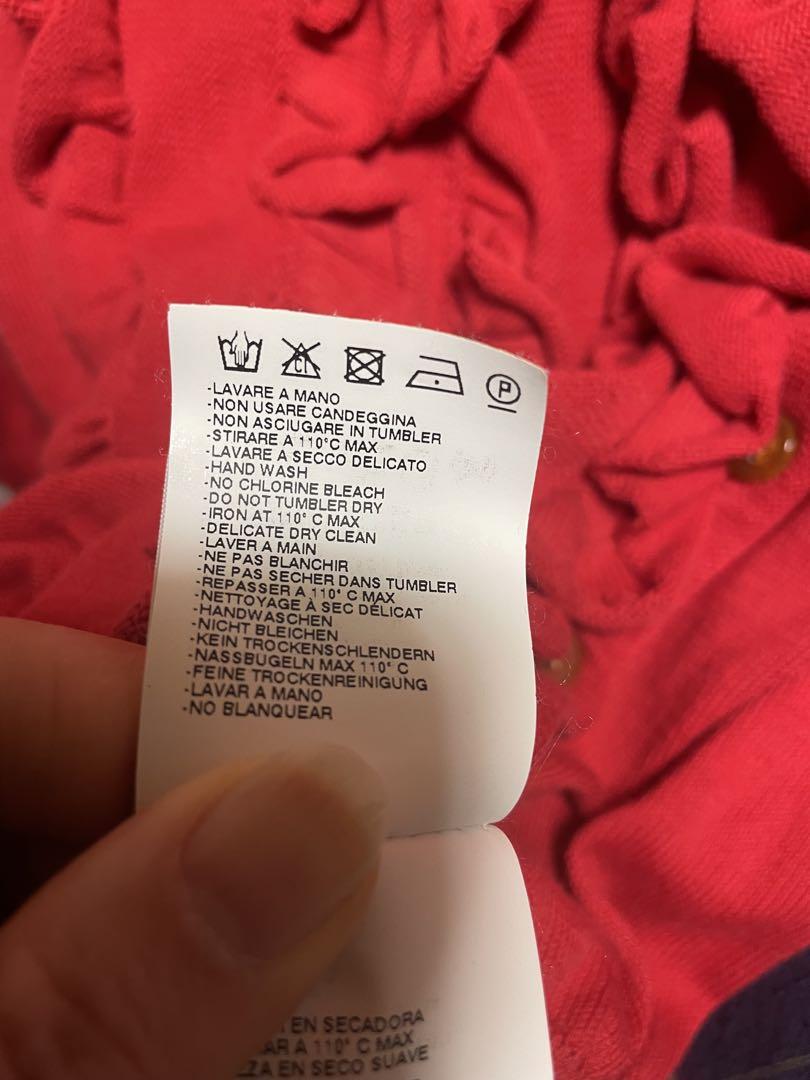 CL
P
-LAVARE A MANO
-NON USARE CANDEGGINA
-NON ASCIUGARE IN TUMBLER
-STIRARE A 110°C MAX
-LAVARE A SECCO DELICATO
-HAND WASH
-NO CHLORINE BLEACH
-DO NOT TUMBLER DRY
-IRON AT 110° C MAX
-DELICATE DRY CLEAN
-LAVER A MAIN
-NE PAS BLANCHIR
-NE PAS SECHER DANS TUMBLER
-REPASSER A 110° C MAX
-NETTOYAGE À SEC DÉLICAT
-HANDWASCHEN
-NICHT BLEICHEN
-KEIN TROCKENSCHLENDERN
-NASSBUGELN MAX 110° C
-FEINE TROCKENREINIGUNG
-LAVAR A MANO
-NO BLANQUEAR
EN SECADORA
A 110° C MAX
EN SECO SUAVE